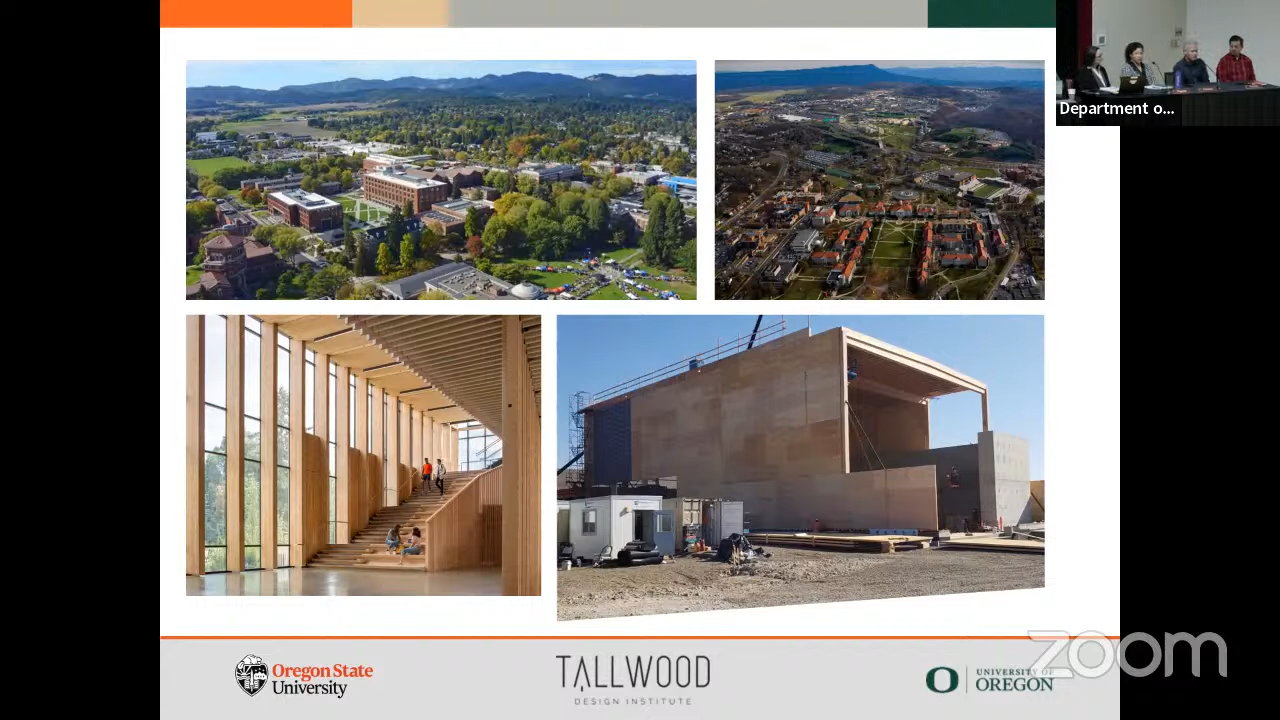 Department o...
Oregon State
University
TALLWOOD
DESIGN INSTITUTE
UNIVERSITY OF
OREGON
zoom